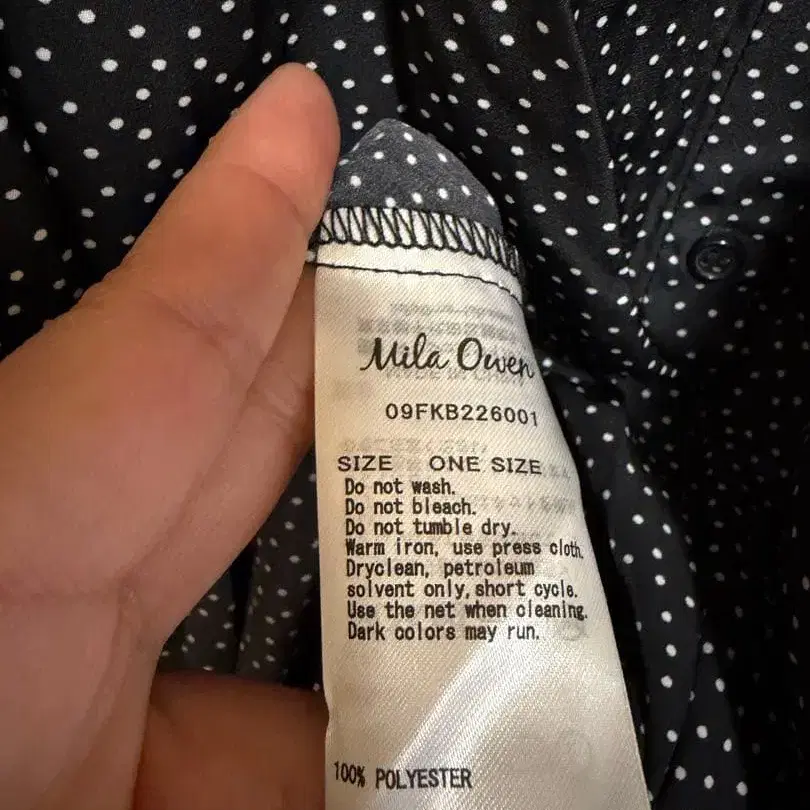 Mila Owen
09FKB226001
SIZE ONE SIZE
Do not wash.
Do not bleach.
Do not tumble dry.
Warm iron, use press cloth.
Dryclean, petroleum
solvent only, short cycle.
Use the net when cleaning.
Dark colors may run.
100% POLYESTER